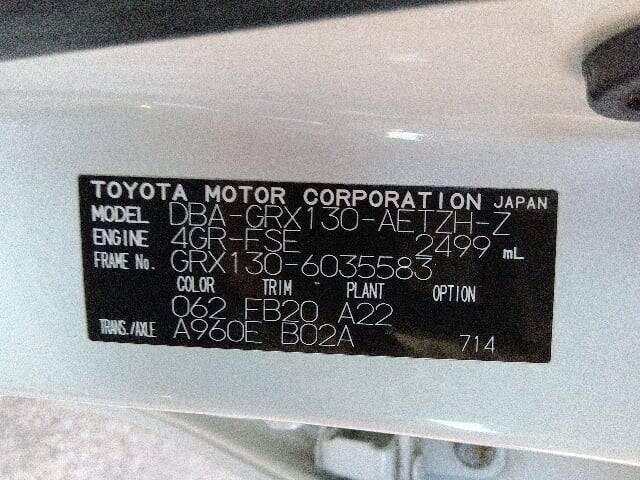 TOYOTA MOTOR CORPORATION JAPAN
MODEL DBA-GRX130-AETZH-Z
ENGINE 4GR-FSE 2499 mL
FRAME No. GRX130-6035583
COLOR TRIM PLANT OPTION
062 FB20 A22
TRANS./AXLE A960E B02A 714